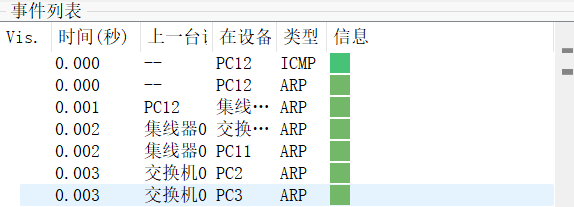 事件列表
Vis. 时间(秒) 上一台设 在设备 类型 信息
0.000 -- PC12 ICMP
0.000 -- PC12 ARP
0.001 PC12 集线… ARP
0.002 集线器0 交换… ARP
0.002 集线器0 PC11 ARP
0.003 交换机0 PC2 ARP
0.003 交换机0 PC3 ARP